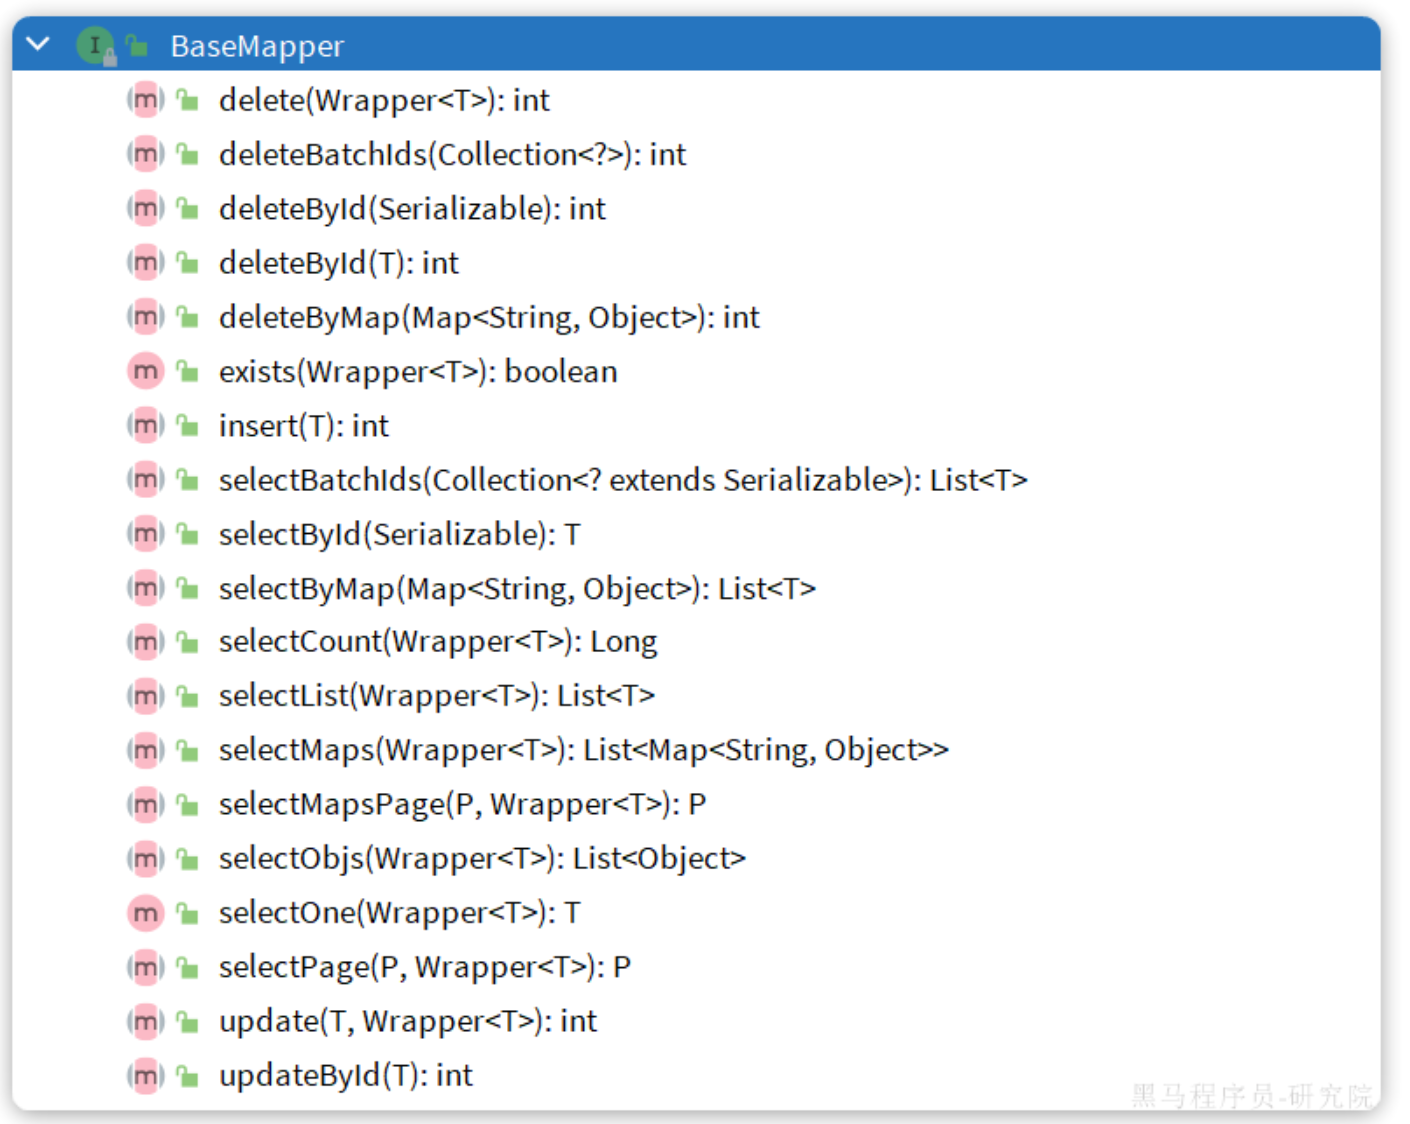 BaseMapper
delete(Wrapper<T>): int
deleteBatchIds(Collection<?>): int
deleteById(Serializable): int
deleteById(T): int
deleteByMap(Map<String, Object>): int
exists(Wrapper<T>): boolean
insert(T): int
selectBatchIds(Collection<? extends Serializable>): List<T>
selectById(Serializable): T
selectByMap(Map<String, Object>): List<T>
selectCount(Wrapper<T>): Long
selectList(Wrapper<T>): List<T>
selectMaps(Wrapper<T>): List<Map<String, Object>>
selectMapsPage(P, Wrapper<T>): P
selectObjs(Wrapper<T>): List<Object>
selectOne(Wrapper<T>): T
selectPage(P, Wrapper<T>): P
update(T, Wrapper<T>): int
updateById(T): int
黑马程序员-研究院